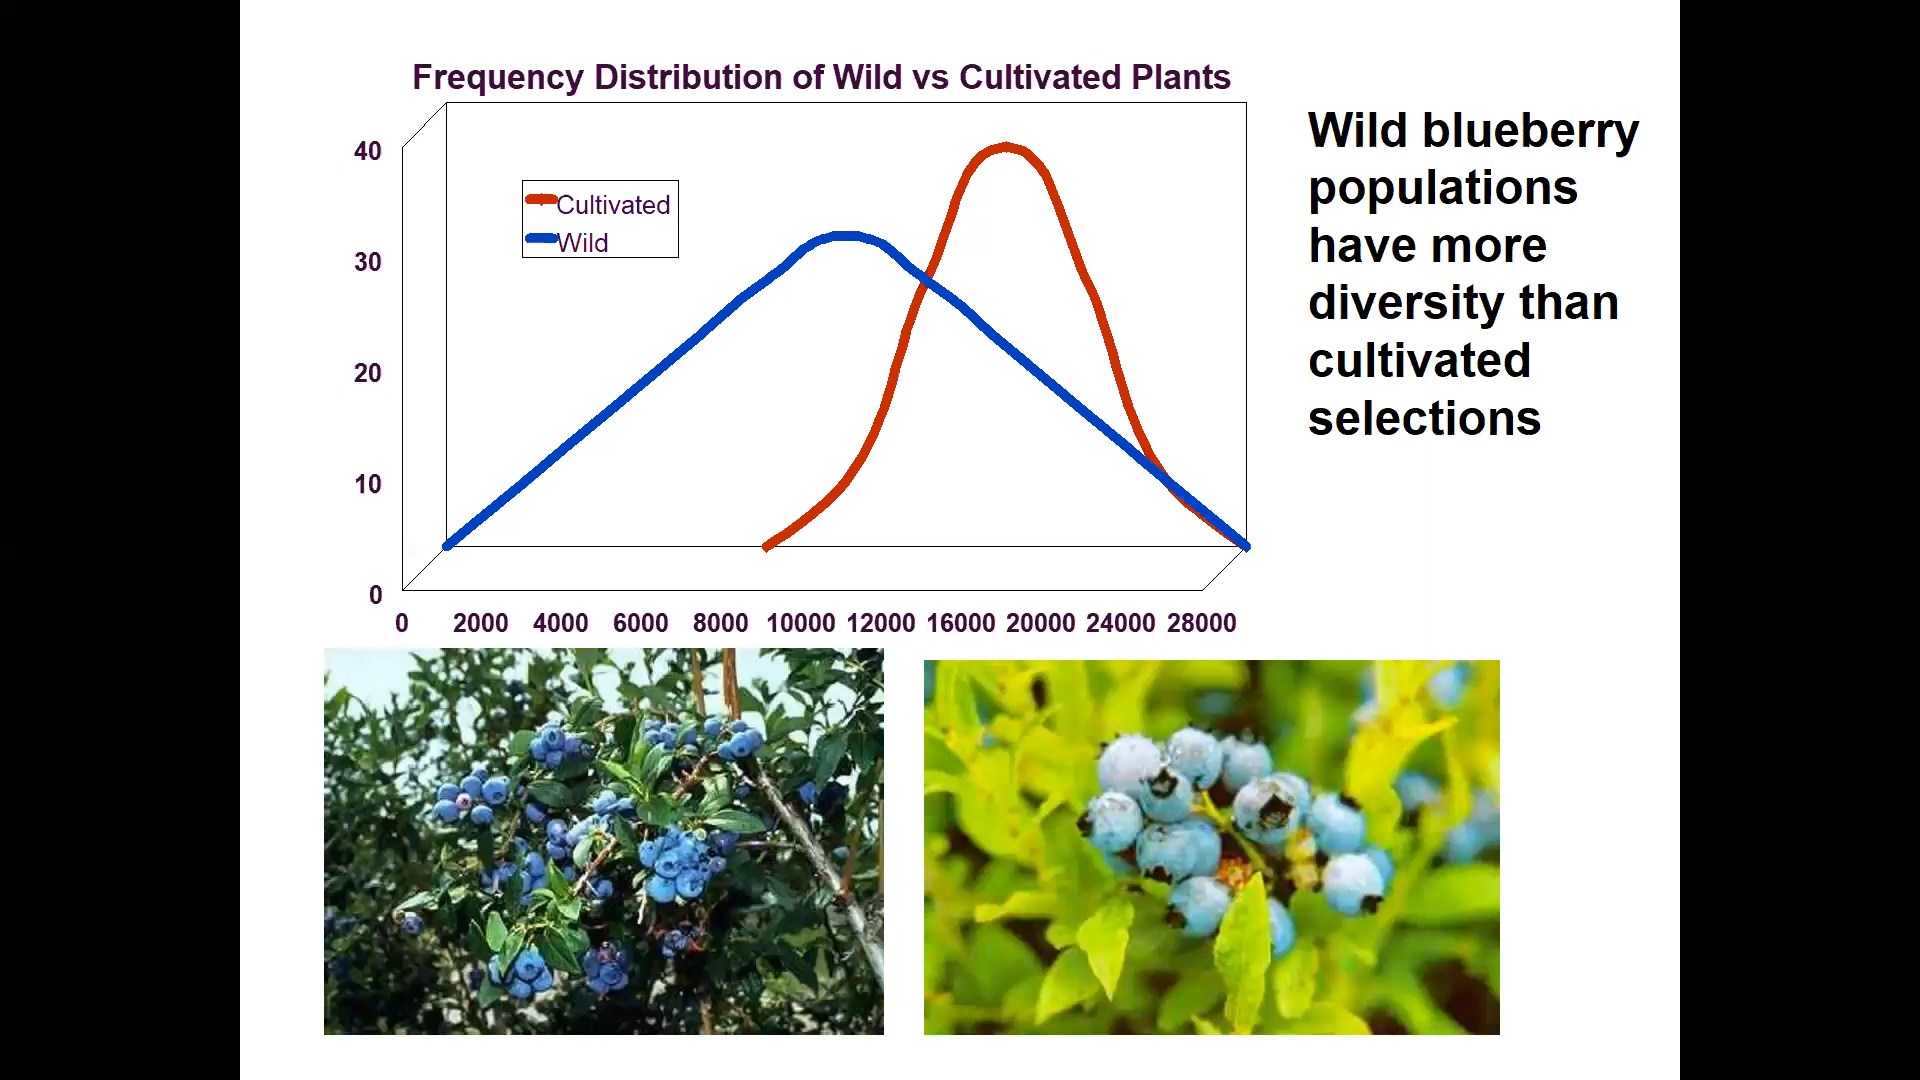 Frequency Distribution of Wild vs Cultivated Plants
40
30
20
10
0
Cultivated
Wild
0 2000 4000 6000 8000 10000 12000 16000 20000 24000 28000
Wild blueberry
populations
have more
diversity than
cultivated
selections